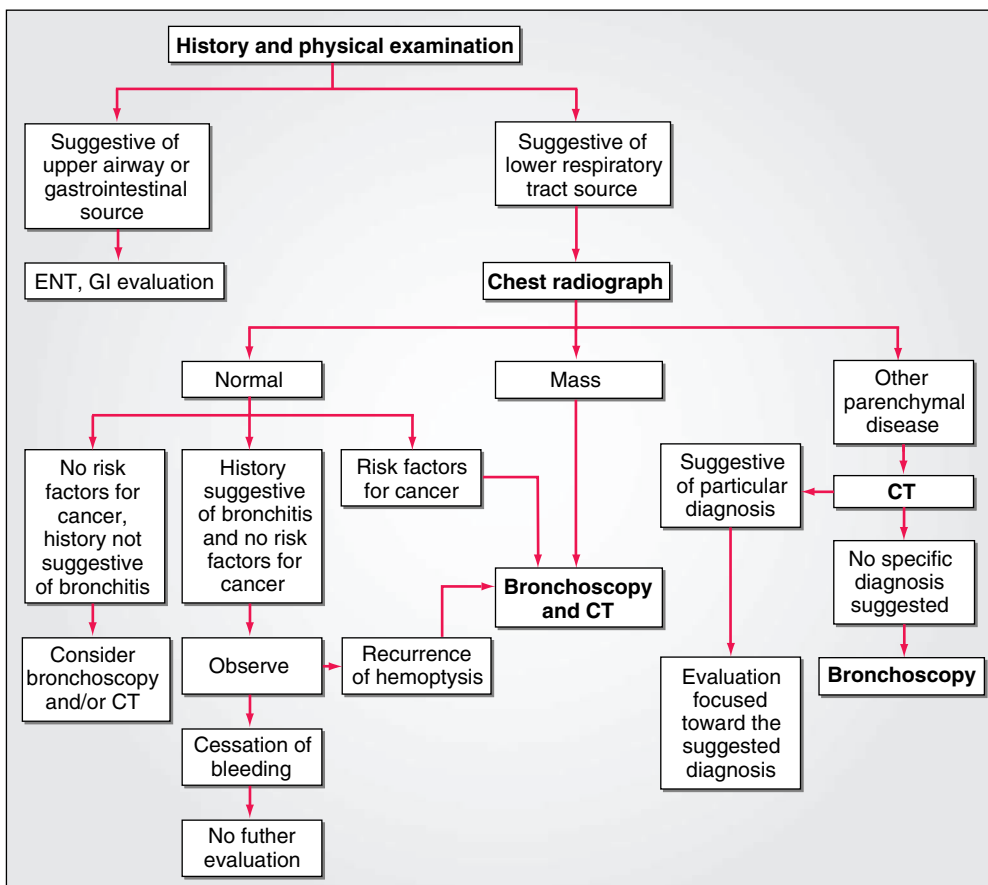 History and physical examination
Suggestive of
upper airway or
gastrointestinal
source
Suggestive of
lower respiratory
tract source
ENT, GI evaluation
Chest radiograph
Normal
Mass
Other
parenchymal
disease
No risk
factors for
cancer,
history not
suggestive
of bronchitis
History
suggestive
of bronchitis
and no risk
factors for
cancer
Risk factors
for cancer
Suggestive
of particular
diagnosis
CT
No specific
diagnosis
suggested
Bronchoscopy
and CT
Consider
bronchoscopy
and/or CT
Observe
Recurrence
of hemoptysis
Evaluation
focused
toward the
suggested
diagnosis
Bronchoscopy
Cessation of
bleeding
No futher
evaluation